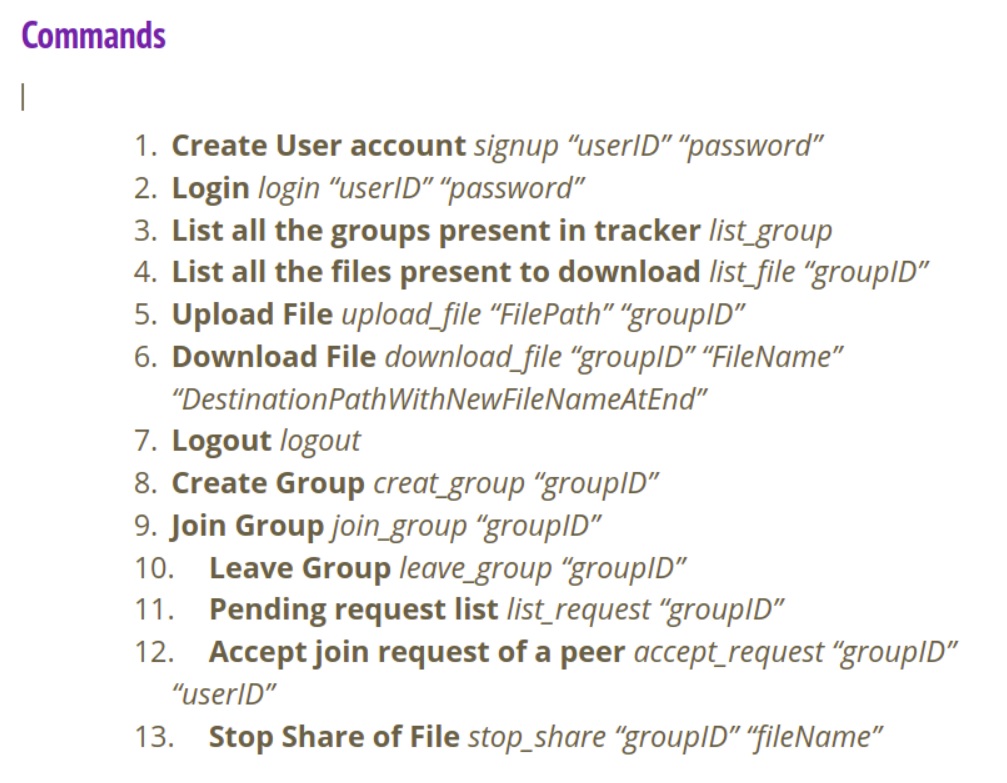 Commands
1. Create User account signup “userID” “password”
2. Login login “userID” “password”
3. List all the groups present in tracker list_group
4. List all the files present to download list_file “groupID”
5. Upload File upload_file “FilePath” “groupID”
6. Download File download_file “groupID” “FileName”
“DestinationPathWithNewFileNameAtEnd”
7. Logout logout
8. Create Group creat_group “groupID”
9. Join Group join_group “groupID”
10. Leave Group leave_group “groupID”
11. Pending request list list_request “groupID”
12. Accept join request of a peer accept_request “groupID”
“userID”
13. Stop Share of File stop_share “groupID” “fileName”